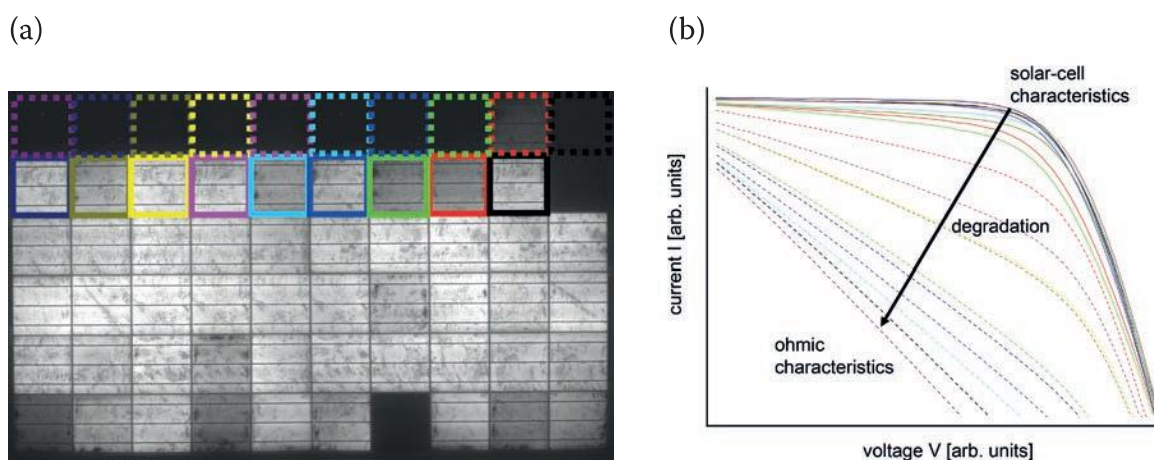 (a)
(b)
solar-cell
characteristics
degradation
ohmic
characteristics
current I [arb. units]
voltage V [arb. units]